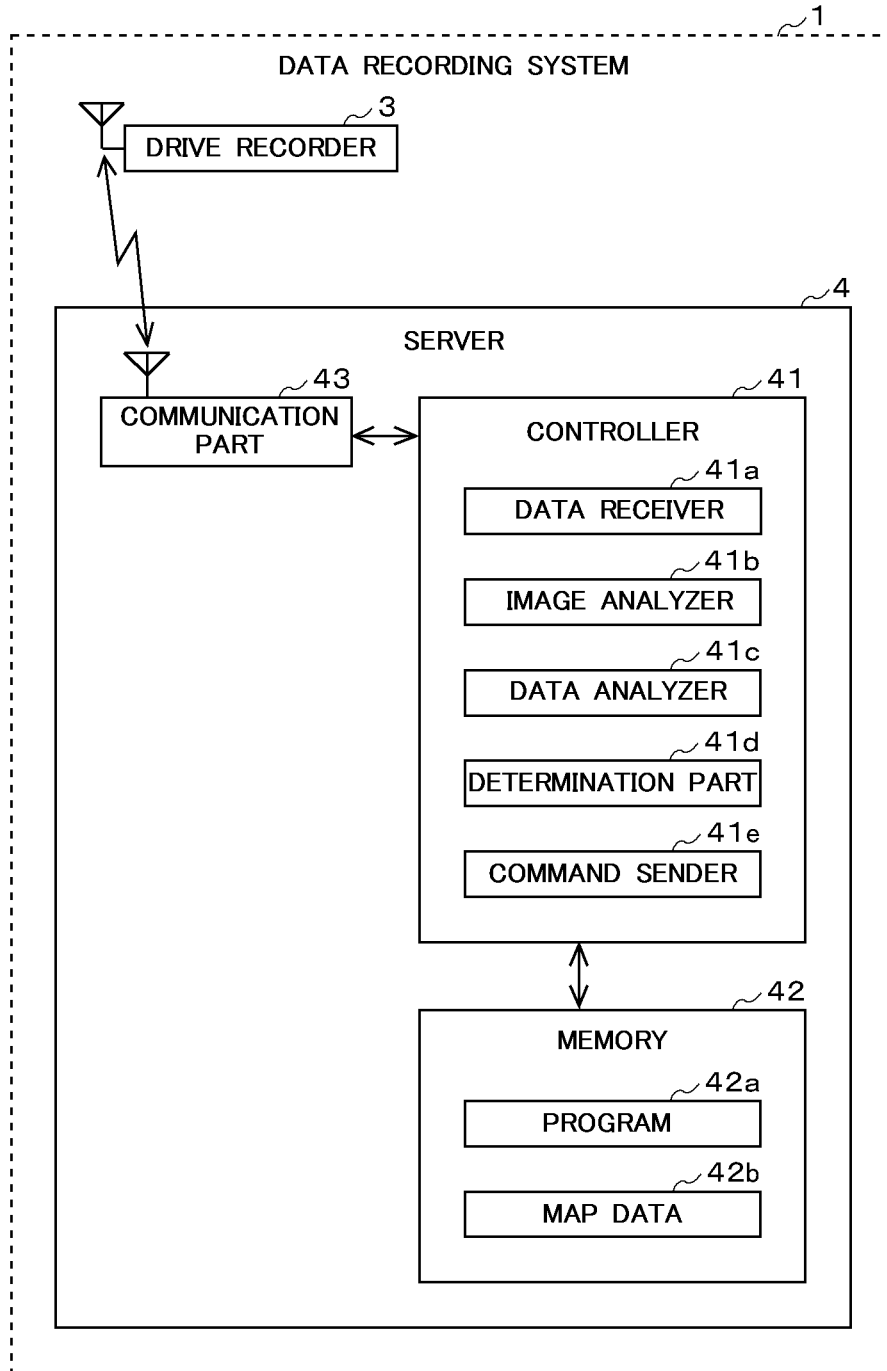 1
DATA RECORDING SYSTEM
3
DRIVE RECORDER
4
SERVER
43
COMMUNICATION
PART
41
CONTROLLER
41a
DATA RECEIVER
41b
IMAGE ANALYZER
41c
DATA ANALYZER
41d
DETERMINATION PART
41e
COMMAND SENDER
42
MEMORY
42a
PROGRAM
42b
MAP DATA